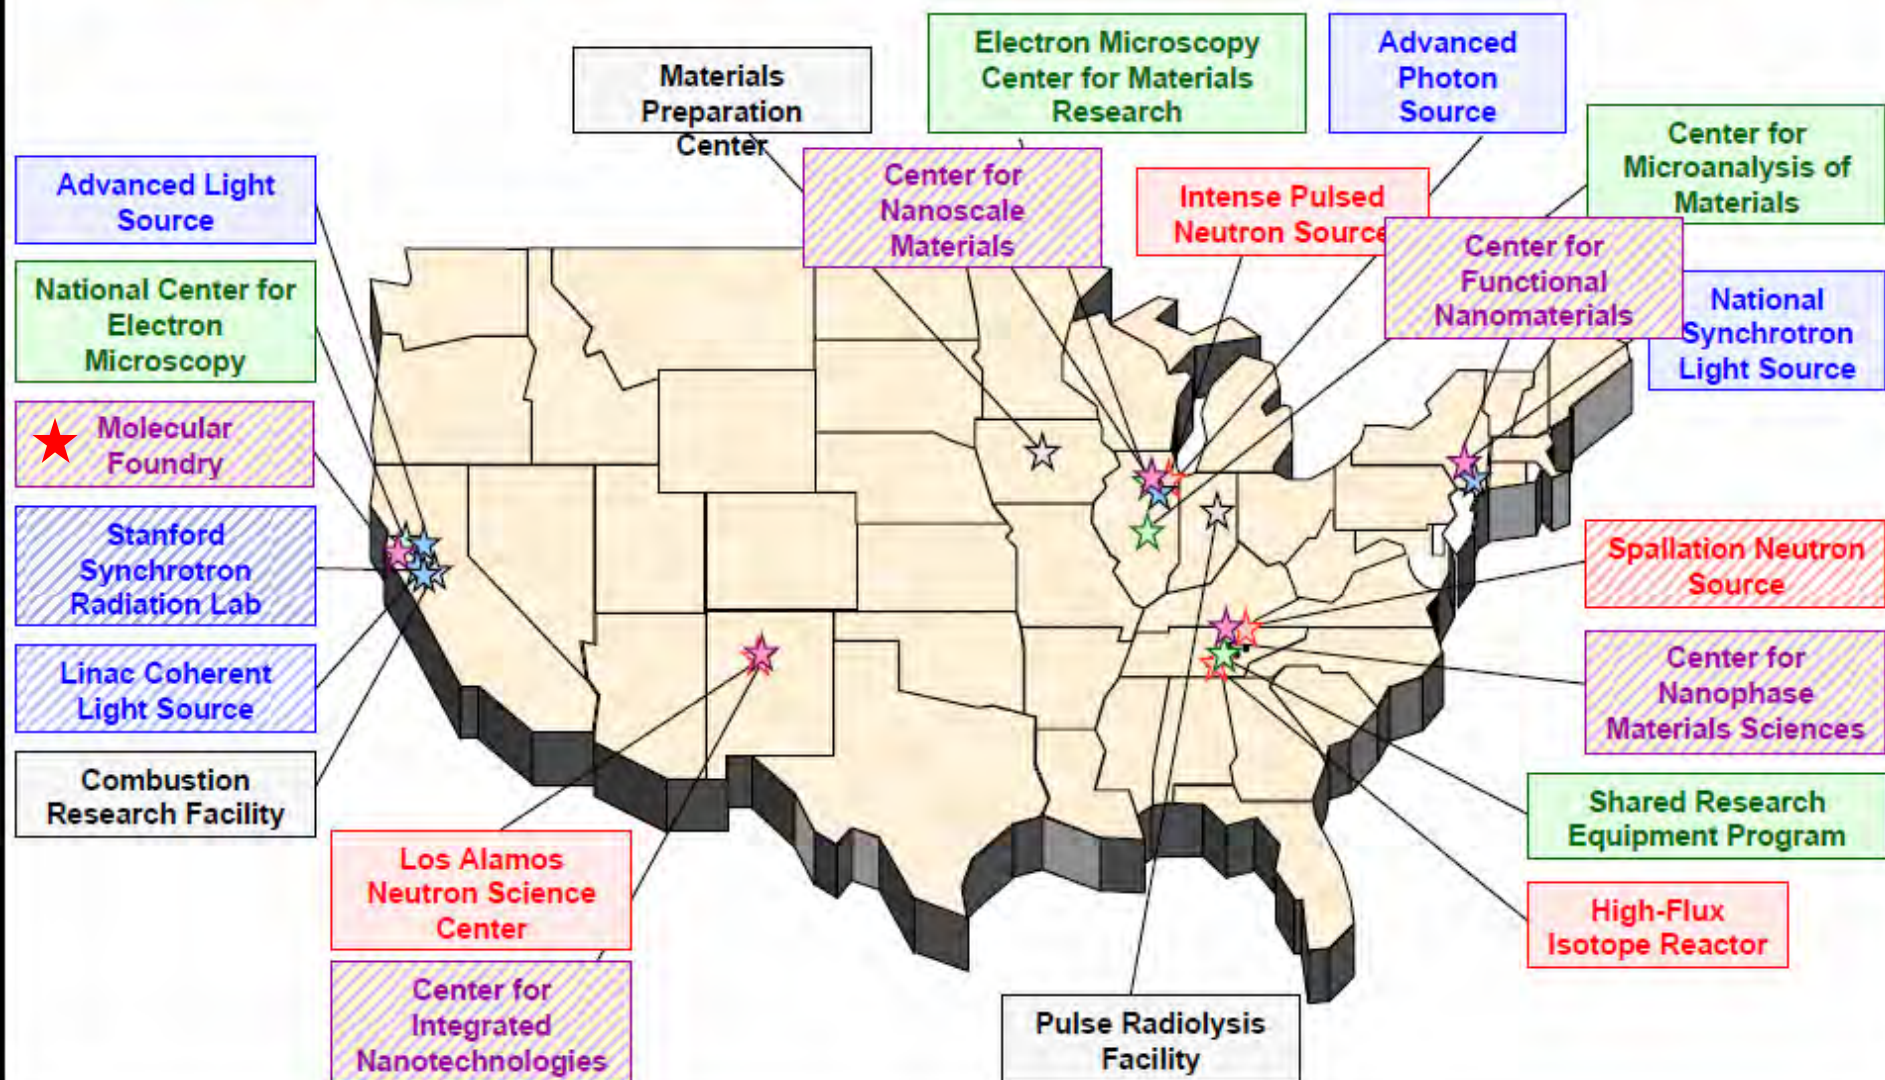 Materials
Preparation
Center
Electron Microscopy
Center for Materials
Research
Advanced
Photon
Source
Center for
Microanalysis of
Materials
Advanced Light
Source
Center for
Nanoscale
Materials
Intense Pulsed
Neutron Source
Center for
Functional
Nanomaterials
National
Synchrotron
Light Source
National Center for
Electron
Microscopy
Molecular
Foundry
Stanford
Synchrotron
Radiation Lab
Linac Coherent
Light Source
Combustion
Research Facility
Spallation Neutron
Source
Center for
Nanophase
Materials Sciences
Shared Research
Equipment Program
High-Flux
Isotope Reactor
Los Alamos
Neutron Science
Center
Center for
Integrated
Nanotechnologies
Pulse Radiolysis
Facility